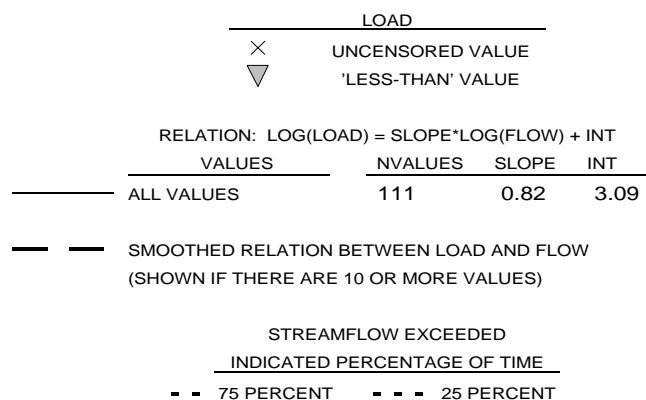 LOAD
UNCENSORED VALUE
'LESS-THAN' VALUE
RELATION: LOG(LOAD) = SLOPE*LOG(FLOW) + INT
VALUES NVALUES SLOPE INT
ALL VALUES 111 0.82 3.09
SMOOTHED RELATION BETWEEN LOAD AND FLOW
(SHOWN IF THERE ARE 10 OR MORE VALUES)
STREAMFLOW EXCEEDED
INDICATED PERCENTAGE OF TIME
75 PERCENT 25 PERCENT